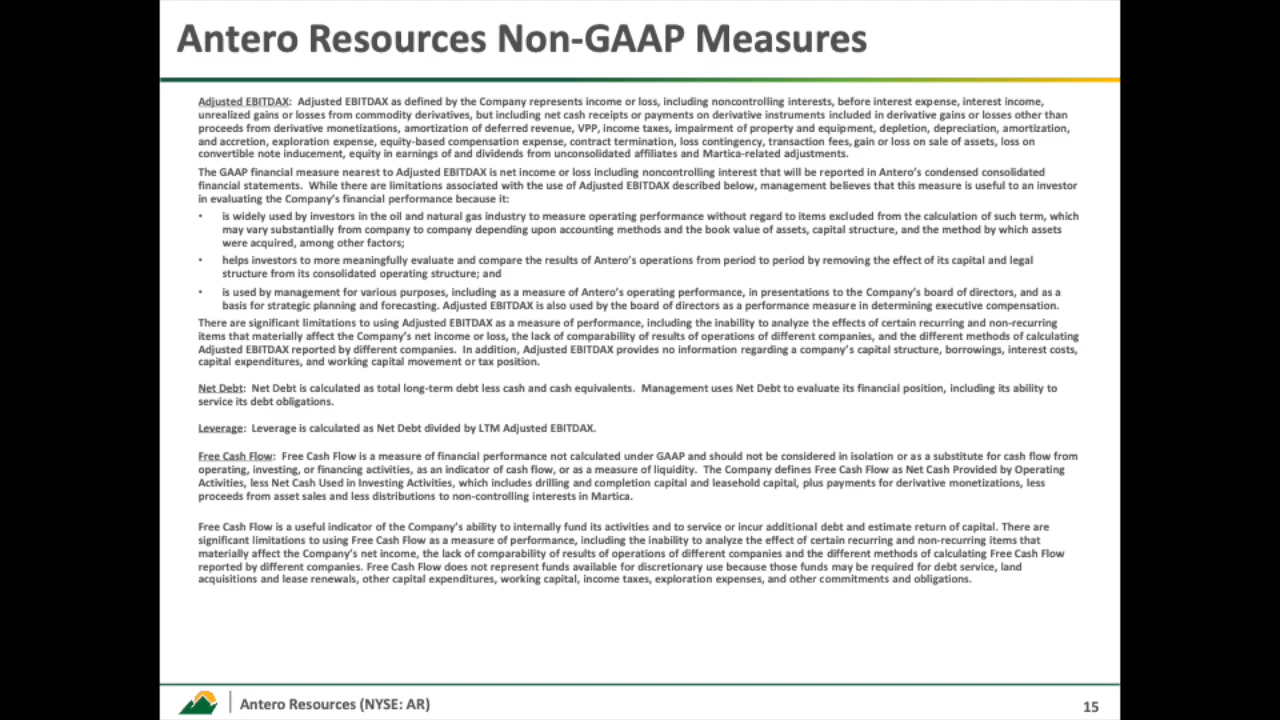 Antero Resources Non-GAAP Measures
Adjusted EBITDAX: Adjusted EBITDAX as defined by the Company represents income or loss, including noncontrolling interests, before interest expense, interest income,
unrealized gains or losses from commodity derivatives, but including net cash receipts or payments on derivative instruments included in derivative gains or losses other than
proceeds from derivative monetizations, amortization of deferred revenue, VPP, income taxes, impairment of property and equipment, depletion, depreciation, amortization,
and accretion, exploration expense, equity-based compensation expense, contract termination, loss contingency, transaction fees, gain or loss on sale of assets, loss on
convertible note inducement, equity in earnings of and dividends from unconsolidated affiliates and Martica-related adjustments.
The GAAP financial measure nearest to Adjusted EBITDAX is net income or loss including noncontrolling interest that will be reported in Antero's condensed consolidated
financial statements. While there are limitations associated with the use of Adjusted EBITDAX described below, management believes that this measure is useful to an investor
in evaluating the Company's financial performance because it:
• is widely used by investors in the oil and natural gas industry to measure operating performance without regard to items excluded from the calculation of such term, which
may vary substantially from company to company depending upon accounting methods and the book value of assets, capital structure, and the method by which assets
were acquired, among other factors;
• helps investors to more meaningfully evaluate and compare the results of Antero's operations from period to period by removing the effect of its capital and legal
structure from its consolidated operating structure; and
• is used by management for various purposes, including as a measure of Antero's operating performance, in presentations to the Company's board of directors, and as a
basis for strategic planning and forecasting. Adjusted EBITDAX is also used by the board of directors as a performance measure in determining executive compensation.
There are significant limitations to using Adjusted EBITDAX as a measure of performance, including the inability to analyze the effects of certain recurring and non-recurring
items that materially affect the Company's net income or loss, the lack of comparability of results of operations of different companies, and the different methods of calculating
Adjusted EBITDAX reported by different companies. In addition, Adjusted EBITDAX provides no information regarding a company's capital structure, borrowings, interest costs,
capital expenditures, and working capital movement or tax position.
Net Debt: Net Debt is calculated as total long-term debt less cash and cash equivalents. Management uses Net Debt to evaluate its financial position, including its ability to
service its debt obligations.
Leverage: Leverage is calculated as Net Debt divided by LTM Adjusted EBITDAX.
Free Cash Flow: Free Cash Flow is a measure of financial performance not calculated under GAAP and should not be considered in isolation or as a substitute for cash flow from
operating, investing, or financing activities, as an indicator of cash flow, or as a measure of liquidity. The Company defines Free Cash Flow as Net Cash Provided by Operating
Activities, less Net Cash Used in Investing Activities, which includes drilling and completion capital and leasehold capital, plus payments for derivative monetizations, less
proceeds from asset sales and less distributions to non-controlling interests in Martica.
Free Cash Flow is a useful indicator of the Company's ability to internally fund its activities and to service or incur additional debt and estimate return of capital. There are
significant limitations to using Free Cash Flow as a measure of performance, including the inability to analyze the effect of certain recurring and non-recurring items that
materially affect the Company's net income, the lack of comparability of results of operations of different companies and the different methods of calculating Free Cash Flow
reported by different companies. Free Cash Flow does not represent funds available for discretionary use because those funds may be required for debt service, land
acquisitions and lease renewals, other capital expenditures, working capital, income taxes, exploration expenses, and other commitments and obligations.
Antero Resources (NYSE: AR)
15